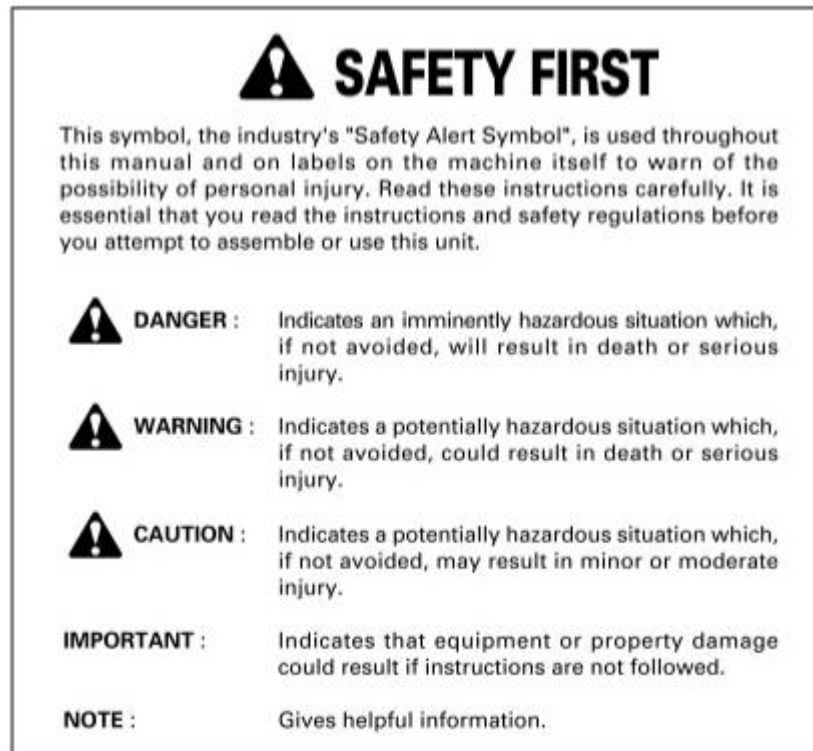 SAFETY FIRST
This symbol, the industry's "Safety Alert Symbol", is used throughout
this manual and on labels on the machine itself to warn of the
possibility of personal injury. Read these instructions carefully. It is
essential that you read the instructions and safety regulations before
you attempt to assemble or use this unit.
DANGER : Indicates an imminently hazardous situation which,
if not avoided, will result in death or serious
injury.
WARNING : Indicates a potentially hazardous situation which,
if not avoided, could result in death or serious
injury.
CAUTION : Indicates a potentially hazardous situation which,
if not avoided, may result in minor or moderate
injury.
IMPORTANT : Indicates that equipment or property damage
could result if instructions are not followed.
NOTE : Gives helpful information.